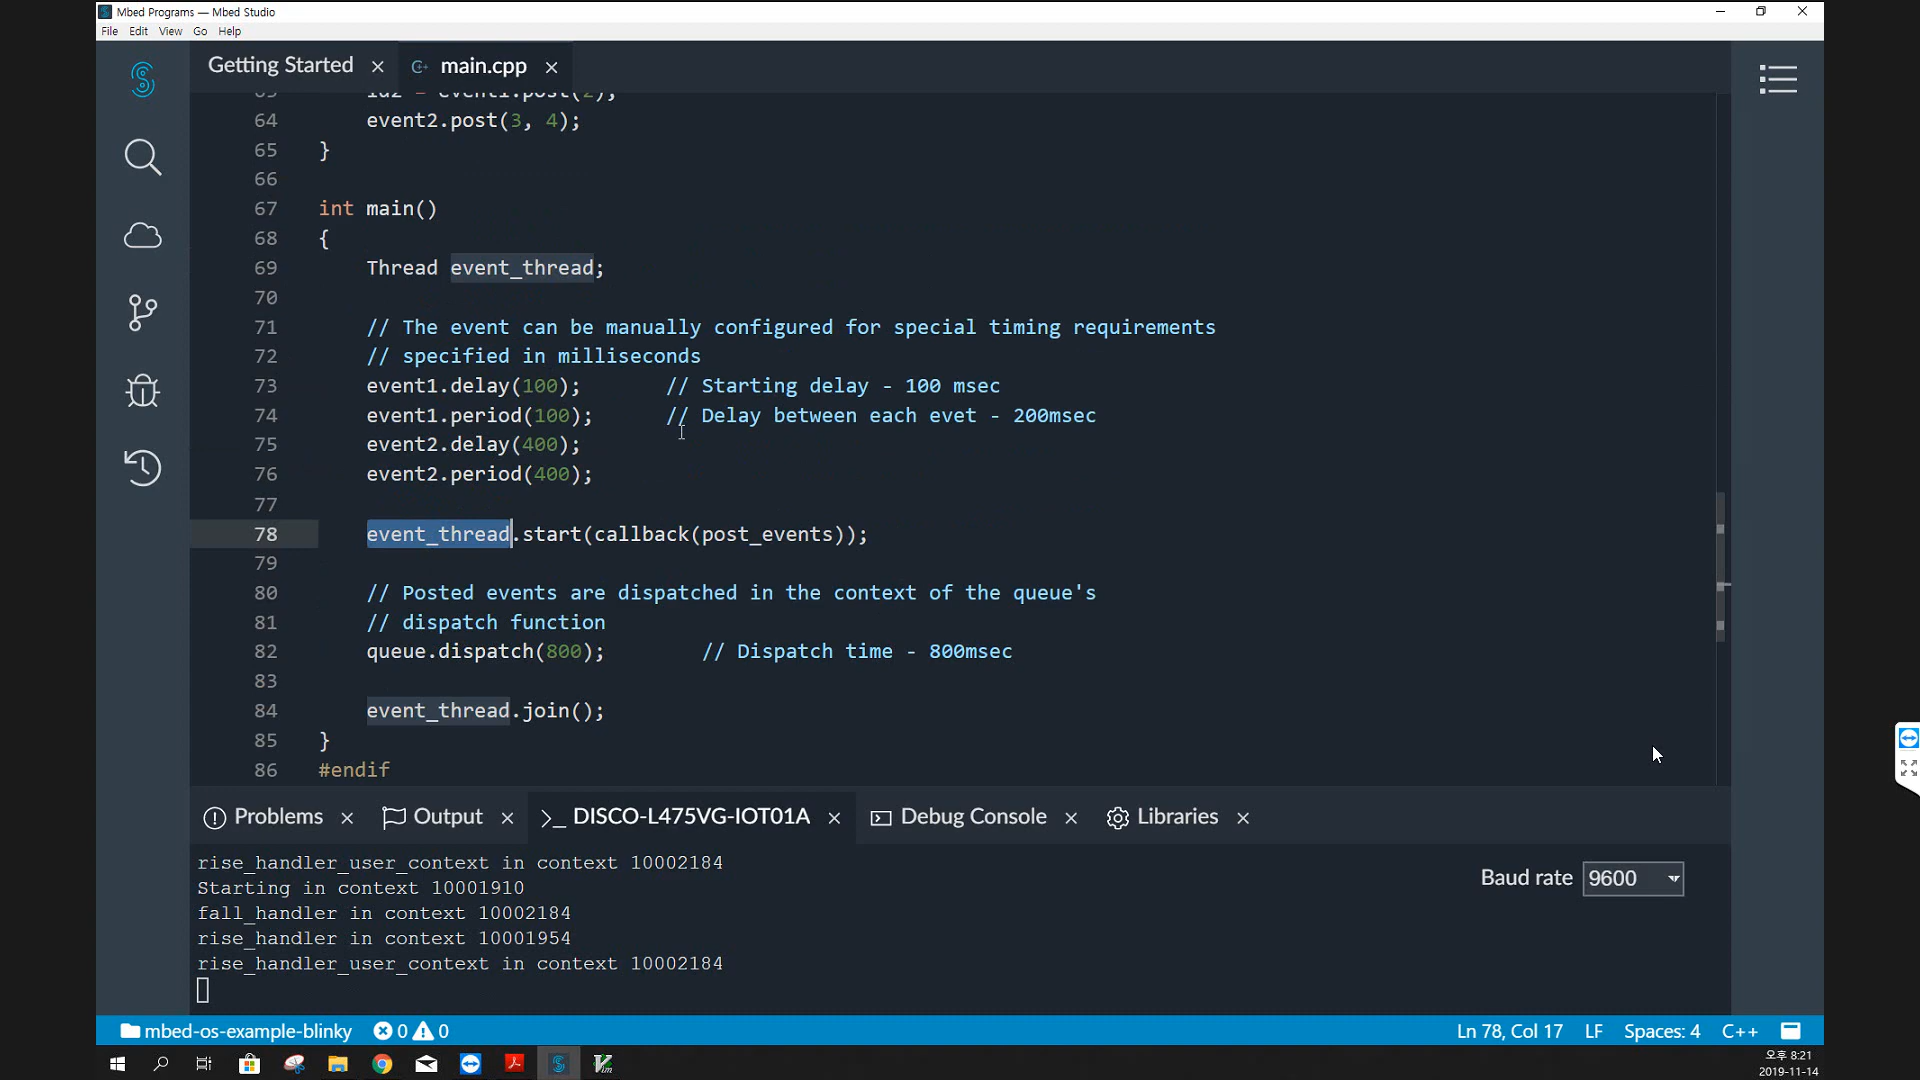 Mbed Programs — Mbed Studio
File Edit View Go Help
Getting Started × main.cpp ×
64 event2.post(3, 4);
65 }
66
67 int main()
68 {
69 Thread event_thread;
70
71 // The event can be manually configured for special timing requirements
72 // specified in milliseconds
73 event1.delay(100); // Starting delay - 100 msec
74 event1.period(100); // Delay between each evet - 200msec
75 event2.delay(400);
76 event2.period(400);
77
78 event_thread.start(callback(post_events));
79
80 // Posted events are dispatched in the context of the queue's
81 // dispatch function
82 queue.dispatch(800); // Dispatch time - 800msec
83
84 event_thread.join();
85 }
86 #endif
Problems × Output × >_ DISCO-L475VG-IOT01A × Debug Console × Libraries ×
rise_handler_user_context in context 10002184
Starting in context 10001910
fall_handler in context 10002184
rise_handler in context 10001954
rise_handler_user_context in context 10002184
Baud rate 9600
mbed-os-example-blinky 0 0 Ln 78, Col 17 LF Spaces: 4 C++
오후 8:21
2019-11-14